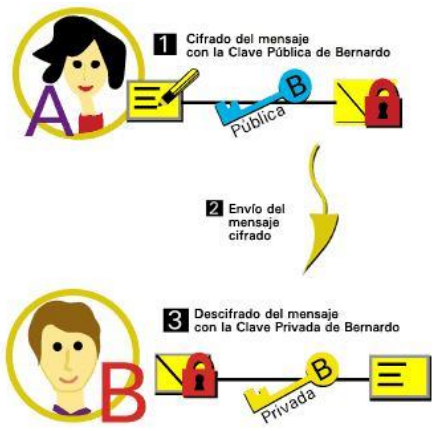 1 Cifrado del mensaje
con la Clave Pública de Bernardo
A
B
Pública
2 Envío del
mensaje
cifrado
3 Descifrado del mensaje
con la Clave Privada de Bernardo
B
B
Privada